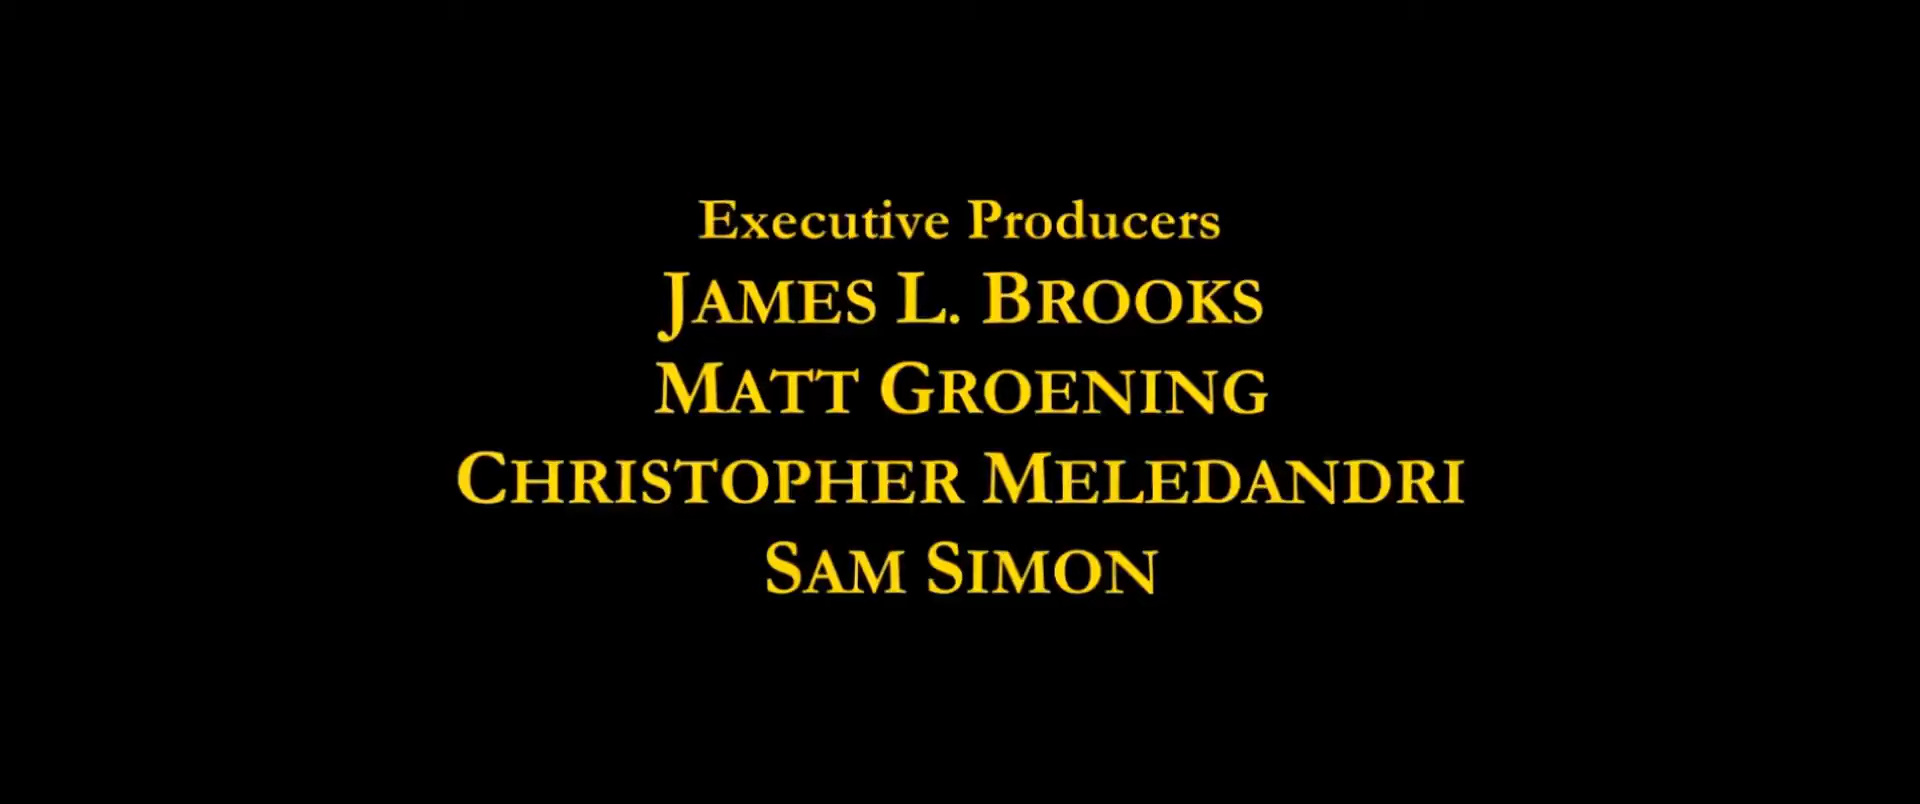 Executive Producers
JAMES L. BROOKS
MATT GROENING
CHRISTOPHER MELEDANDRI
SAM SIMON